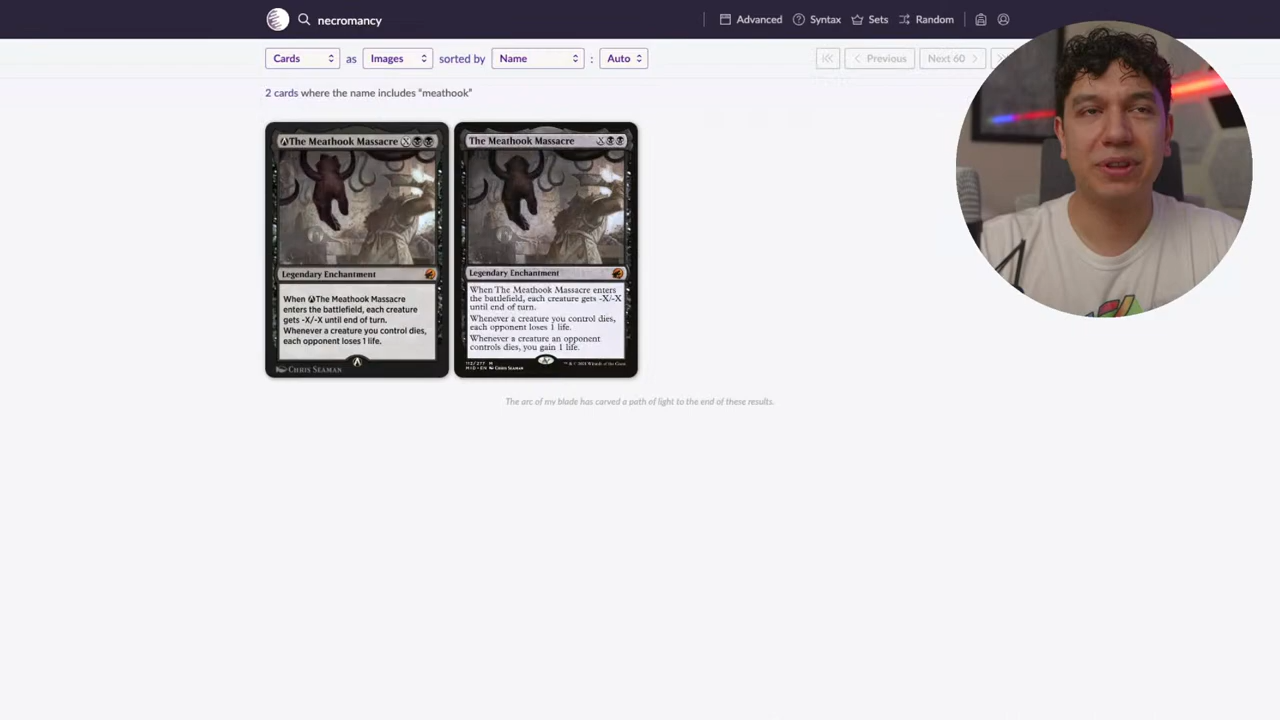 necromancy
Advanced
Syntax
Sets
Random
Cards as Images sorted by Name : Auto
Previous
Next 60
2 cards where the name includes “meathook”
The Meathook Massacre
Legendary Enchantment
When The Meathook Massacre
enters the battlefield, each creature
gets -X/-X until end of turn.
Whenever a creature you control dies,
each opponent loses 1 life.
CHRIS SEAMAN
The Meathook Massacre
Legendary Enchantment
When The Meathook Massacre enters
the battlefield, each creature gets -X/-X
until end of turn.
Whenever a creature you control dies,
each opponent loses 1 life.
Whenever a creature an opponent
controls dies, you gain 1 life.
CHRIS SEAMAN
The arc of my blade has carved a path of light to the end of these results.